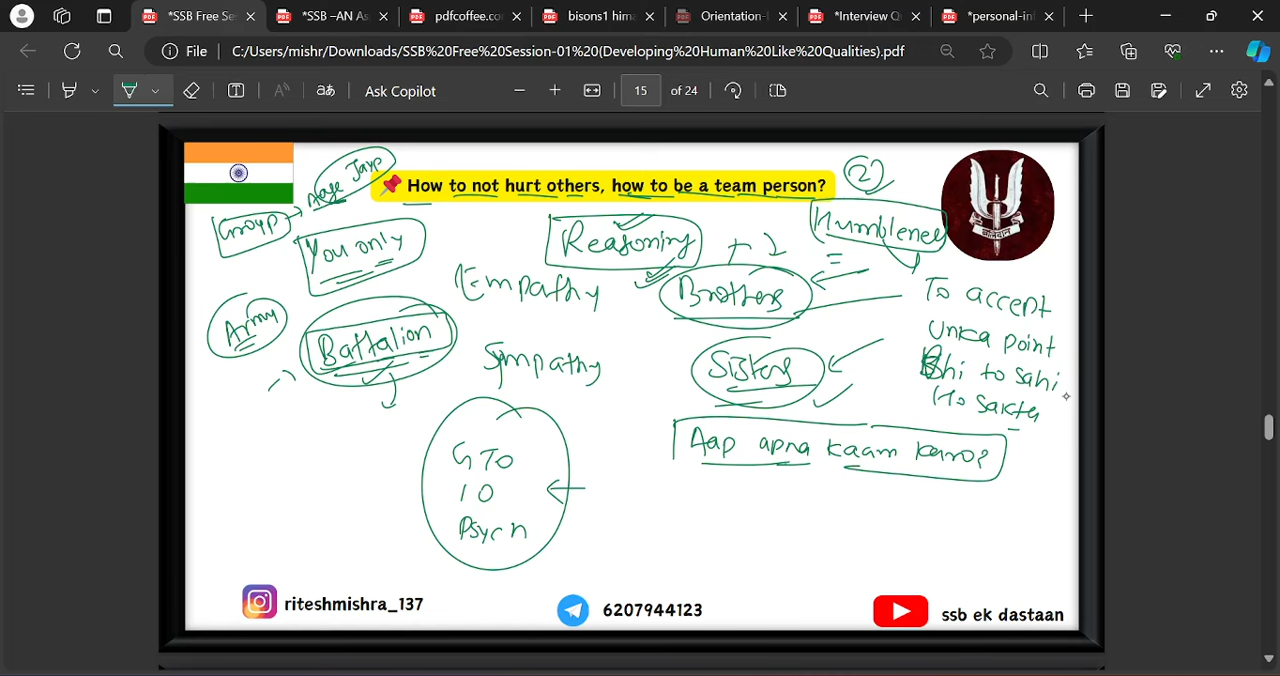 *SSB Free Se
*SSB –AN As
pdfcoffee.co
bisons1 hima
Orientation-
*Interview Q
*personal-in
File
C:/Users/mishr/Downloads/SSB%20Free%20Session-01%20(Developing%20Human%20Like%20Qualities).pdf
Ask Copilot
15 of 24
How to not hurt others, how to be a team person?
Group
Aage
You only
Reasoning
+ 2
2
Army
Battalion
Empathy
Sympathy
Brothers
Sisters
To accept
unka point
Bhi to sahi
Ho sakta
Aap apna kaam karo?
GTO
IO
Psych
riteshmishra_137
6207944123
ssb ek dastaan